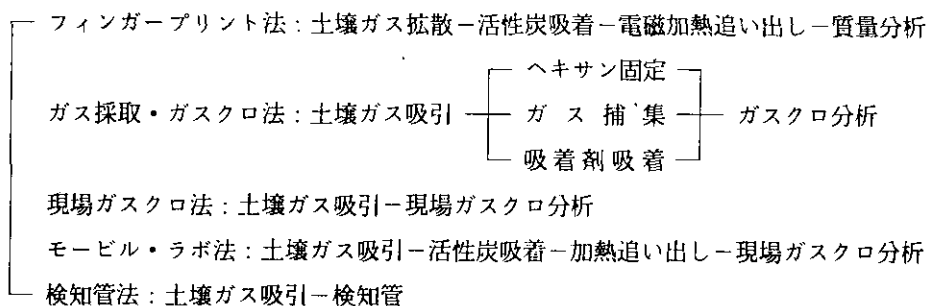 フィンガープリント法：土壌ガス拡散－活性炭吸着－電磁加熱追い出し－質量分析
ヘキサン固定
ガス採取・ガスクロ法：土壌ガス吸引 ガス捕集 ガスクロ分析
吸着剤吸着
現場ガスクロ法：土壌ガス吸引－現場ガスクロ分析
モービル・ラボ法：土壌ガス吸引－活性炭吸着－加熱追い出し－現場ガスクロ分析
検知管法：土壌ガス吸引－検知管